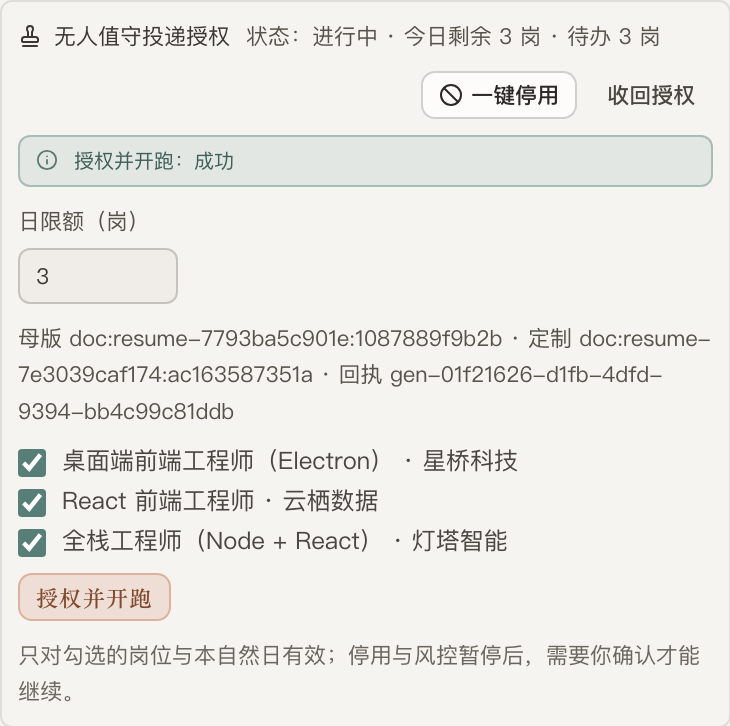 无人值守投递授权 状态：进行中 · 今日剩余 3 岗 · 待办 3 岗
一键停用 收回授权
授权并开跑：成功
日限额（岗）
3
母版 doc:resume-7793ba5c901e:1087889f9b2b · 定制 doc:resume-
7e3039caf174:ac163587351a · 回执 gen-01f21626-d1fb-4dfd-
9394-bb4c99c81ddb
桌面端前端工程师（Electron） · 星桥科技
React 前端工程师 · 云栖数据
全栈工程师（Node + React） · 灯塔智能
授权并开跑
只对勾选的岗位与本自然日有效；停用与风控暂停后，需要你确认才能
继续。